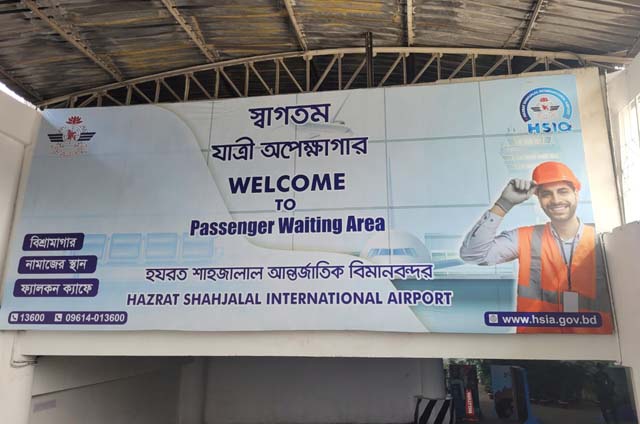 স্বাগতম
যাত্রী অপেক্ষাগার
WELCOME
TO
Passenger Waiting Area
হযরত শাহজালাল আন্তর্জাতিক বিমানবন্দর
HAZRAT SHAHJALAL INTERNATIONAL AIRPORT
HSIA
বিশ্রামাগার
নামাজের স্থান
ফ্যালকন ক্যাফে
13600 09614-013600
www.hsia.gov.bd